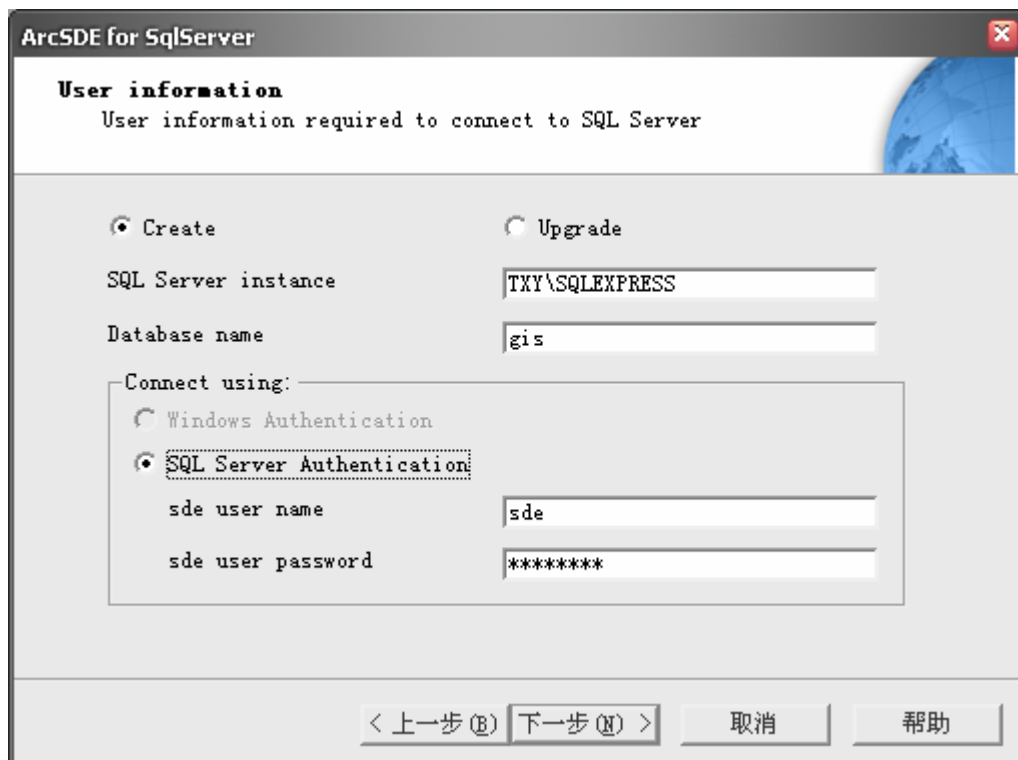 ArcSDE for SqlServer
User information
User information required to connect to SQL Server
Create
Upgrade
SQL Server instance
TXY\SQLEXPRESS
Database name
gis
Connect using:
Windows Authentication
SQL Server Authentication
sde user name
sde
sde user password
********
< 上一步(B)
下一步(N) >
取消
帮助